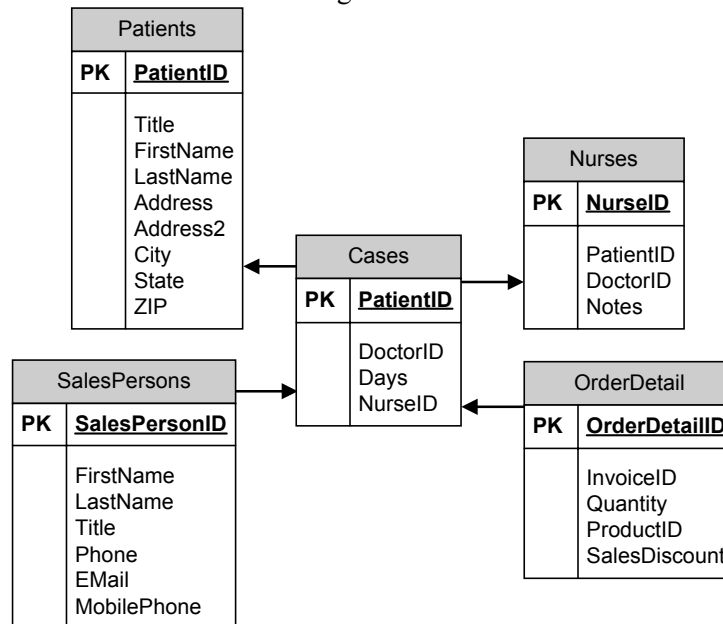 Patients
PK PatientID
Title
FirstName
LastName
Address
Address2
City
State
ZIP
Nurses
PK NurseID
PatientID
DoctorID
Notes
Cases
PK PatientID
DoctorID
Days
NurseID
SalesPersons
PK SalesPersonID
FirstName
LastName
Title
Phone
EMail
MobilePhone
OrderDetail
PK OrderDetailID
InvoiceID
Quantity
ProductID
SalesDiscount